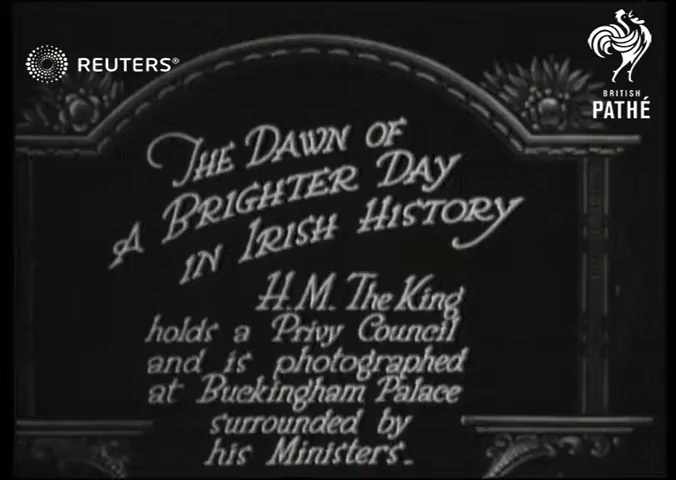 REUTERS®
BRITISH
PATHÉ
THE DAWN OF
A BRIGHTER DAY
IN IRISH HISTORY
H.M. The King
holds a Privy Council
and is photographed
at Buckingham Palace
surrounded by
his Ministers.